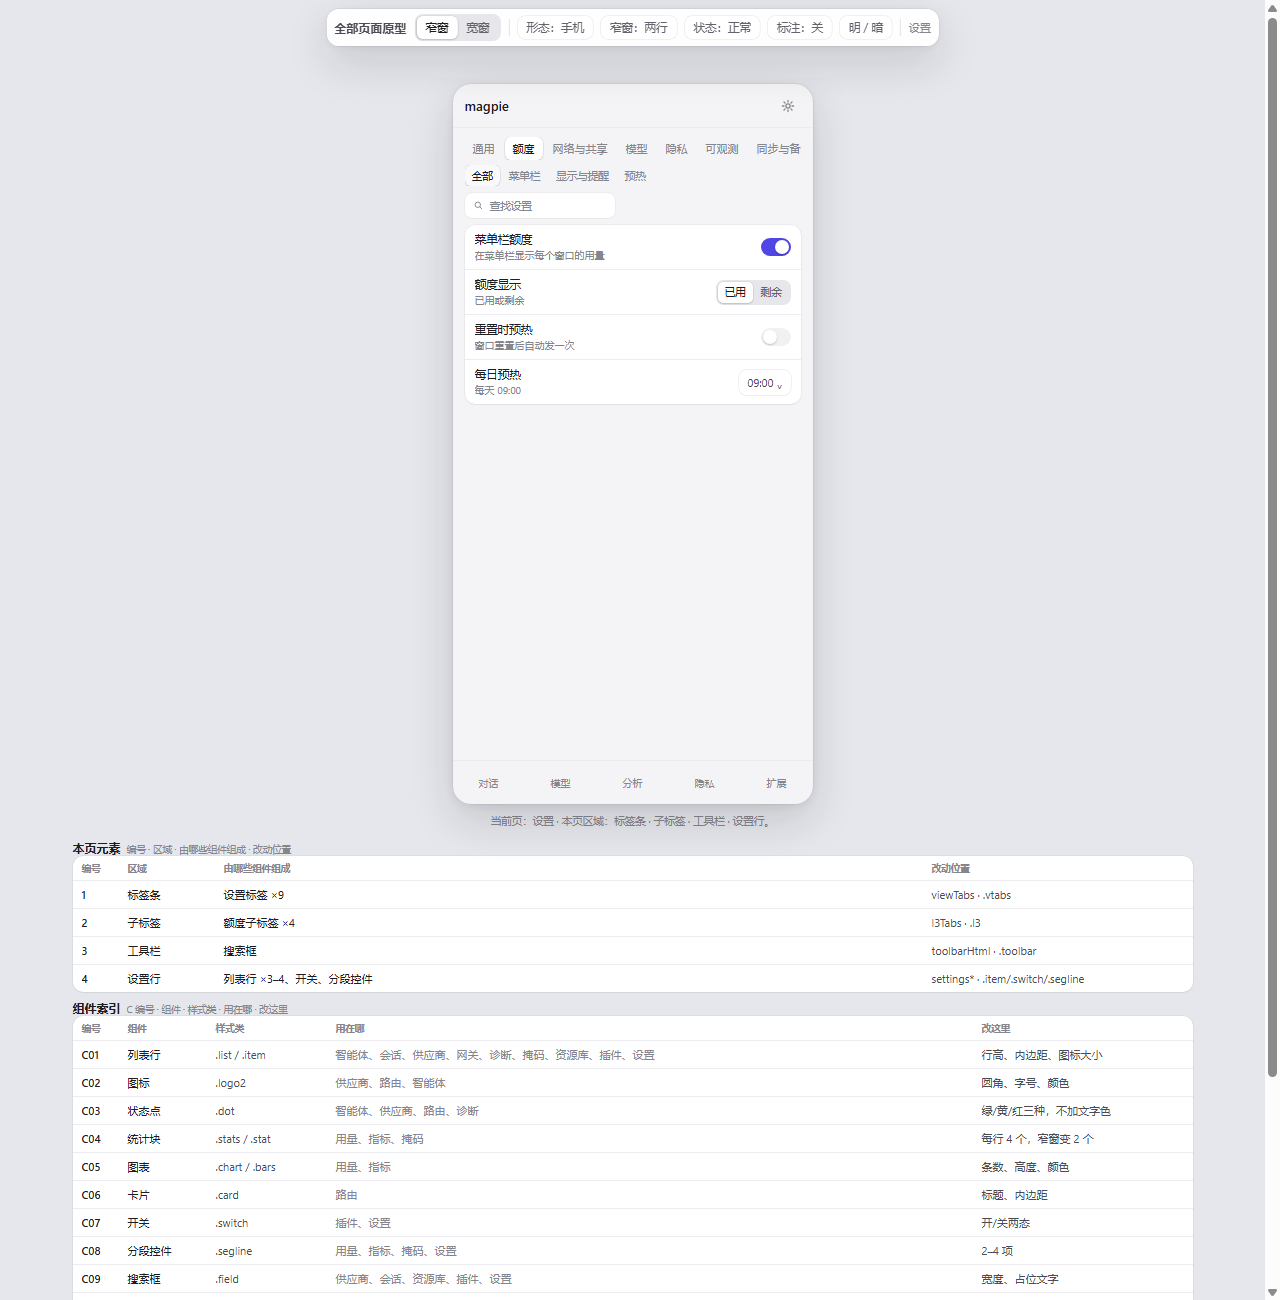 全部页面原型 窄窗 宽窗 形态：手机 窄窗：两行 状态：正常 标注：关 明 / 暗 设置
magpie
通用 额度 网络与共享 模型 隐私 可观测 同步与备
全部 菜单栏 显示与提醒 预热
查找设置
菜单栏额度
在菜单栏显示每个窗口的用量
额度显示
已用或剩余
已用 剩余
重置时预热
窗口重置后自动发一次
每日预热
每天 09:00
09:00
对话 模型 分析 隐私 扩展
当前页：设置 · 本页区域：标签条 · 子标签 · 工具栏 · 设置行。
本页元素 编号 · 区域 · 由哪些组件组成 · 改动位置
编号 区域 由哪些组件组成 改动位置
1 标签条 设置标签 ×9 viewTabs · .vtabs
2 子标签 额度子标签 ×4 l3Tabs · .l3
3 工具栏 搜索框 toolbarHtml · .toolbar
4 设置行 列表行 ×3–4、开关、分段控件 settings* · .item/.switch/.segline
组件索引 C 编号 · 组件 · 样式类 · 用在哪 · 改这里
编号 组件 样式类 用在哪 改这里
C01 列表行 .list / .item 智能体、会话、供应商、网关、诊断、掩码、资源库、插件、设置 行高、内边距、图标大小
C02 图标 .logo2 供应商、路由、智能体 圆角、字号、颜色
C03 状态点 .dot 智能体、供应商、路由、诊断 绿/黄/红三种，不加文字色
C04 统计块 .stats / .stat 用量、指标、掩码 每行 4 个，窄窗变 2 个
C05 图表 .chart / .bars 用量、指标 条数、高度、颜色
C06 卡片 .card 路由 标题、内边距
C07 开关 .switch 插件、设置 开/关两态
C08 分段控件 .segline 用量、指标、掩码、设置 2–4 项
C09 搜索框 .field 供应商、会话、资源库、插件、设置 宽度、占位文字